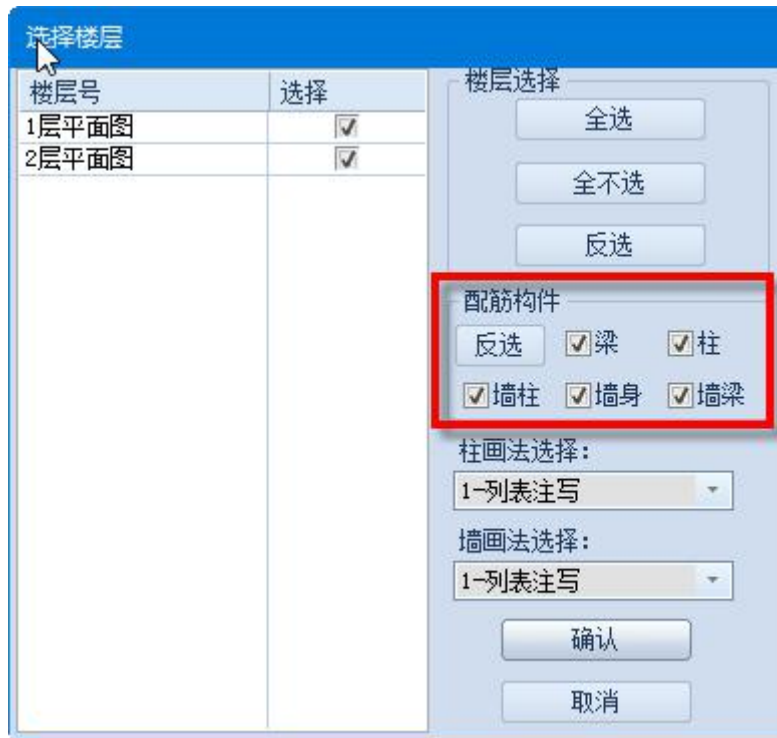 选择楼层
楼层号 选择
1层平面图
2层平面图
楼层选择
全选
全不选
反选
配筋构件
反选 梁 柱
墙柱 墙身 墙梁
柱画法选择:
1-列表注写
墙画法选择:
1-列表注写
确认
取消